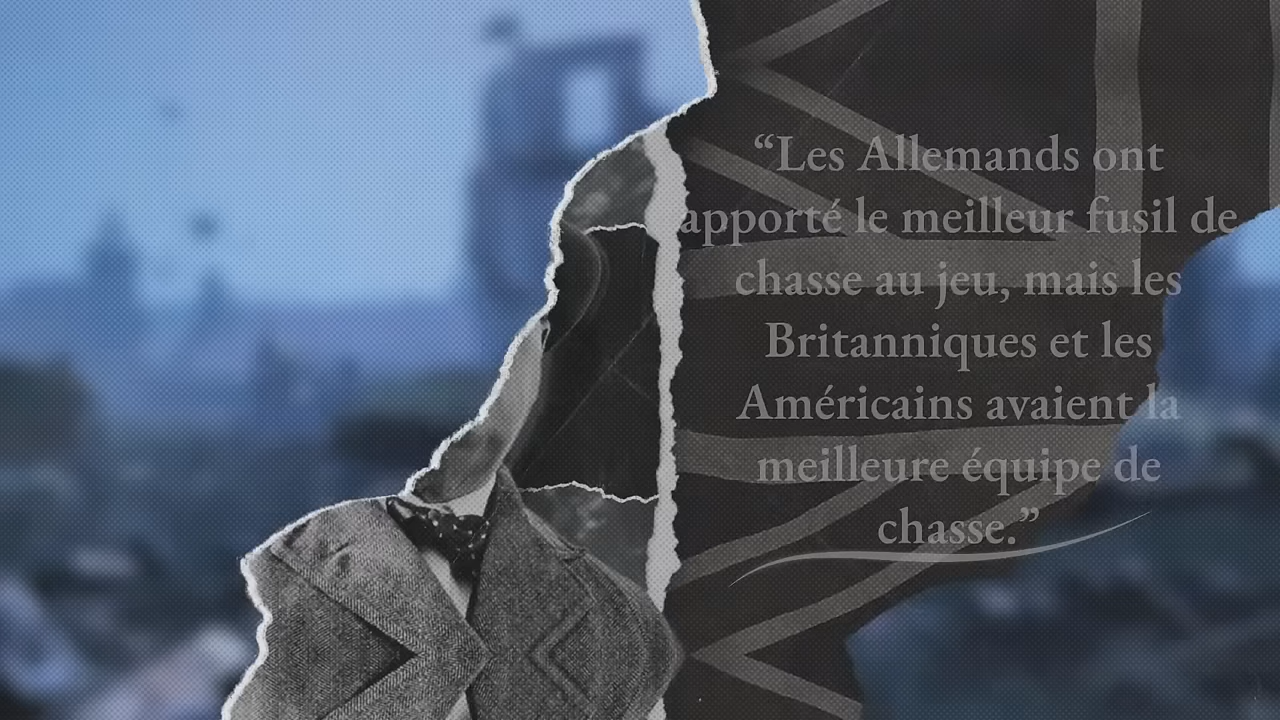 “Les Allemands ont
apporté le meilleur fusil de
chasse au jeu, mais les
Britanniques et les
Américains avaient la
meilleure équipe de
chasse.”